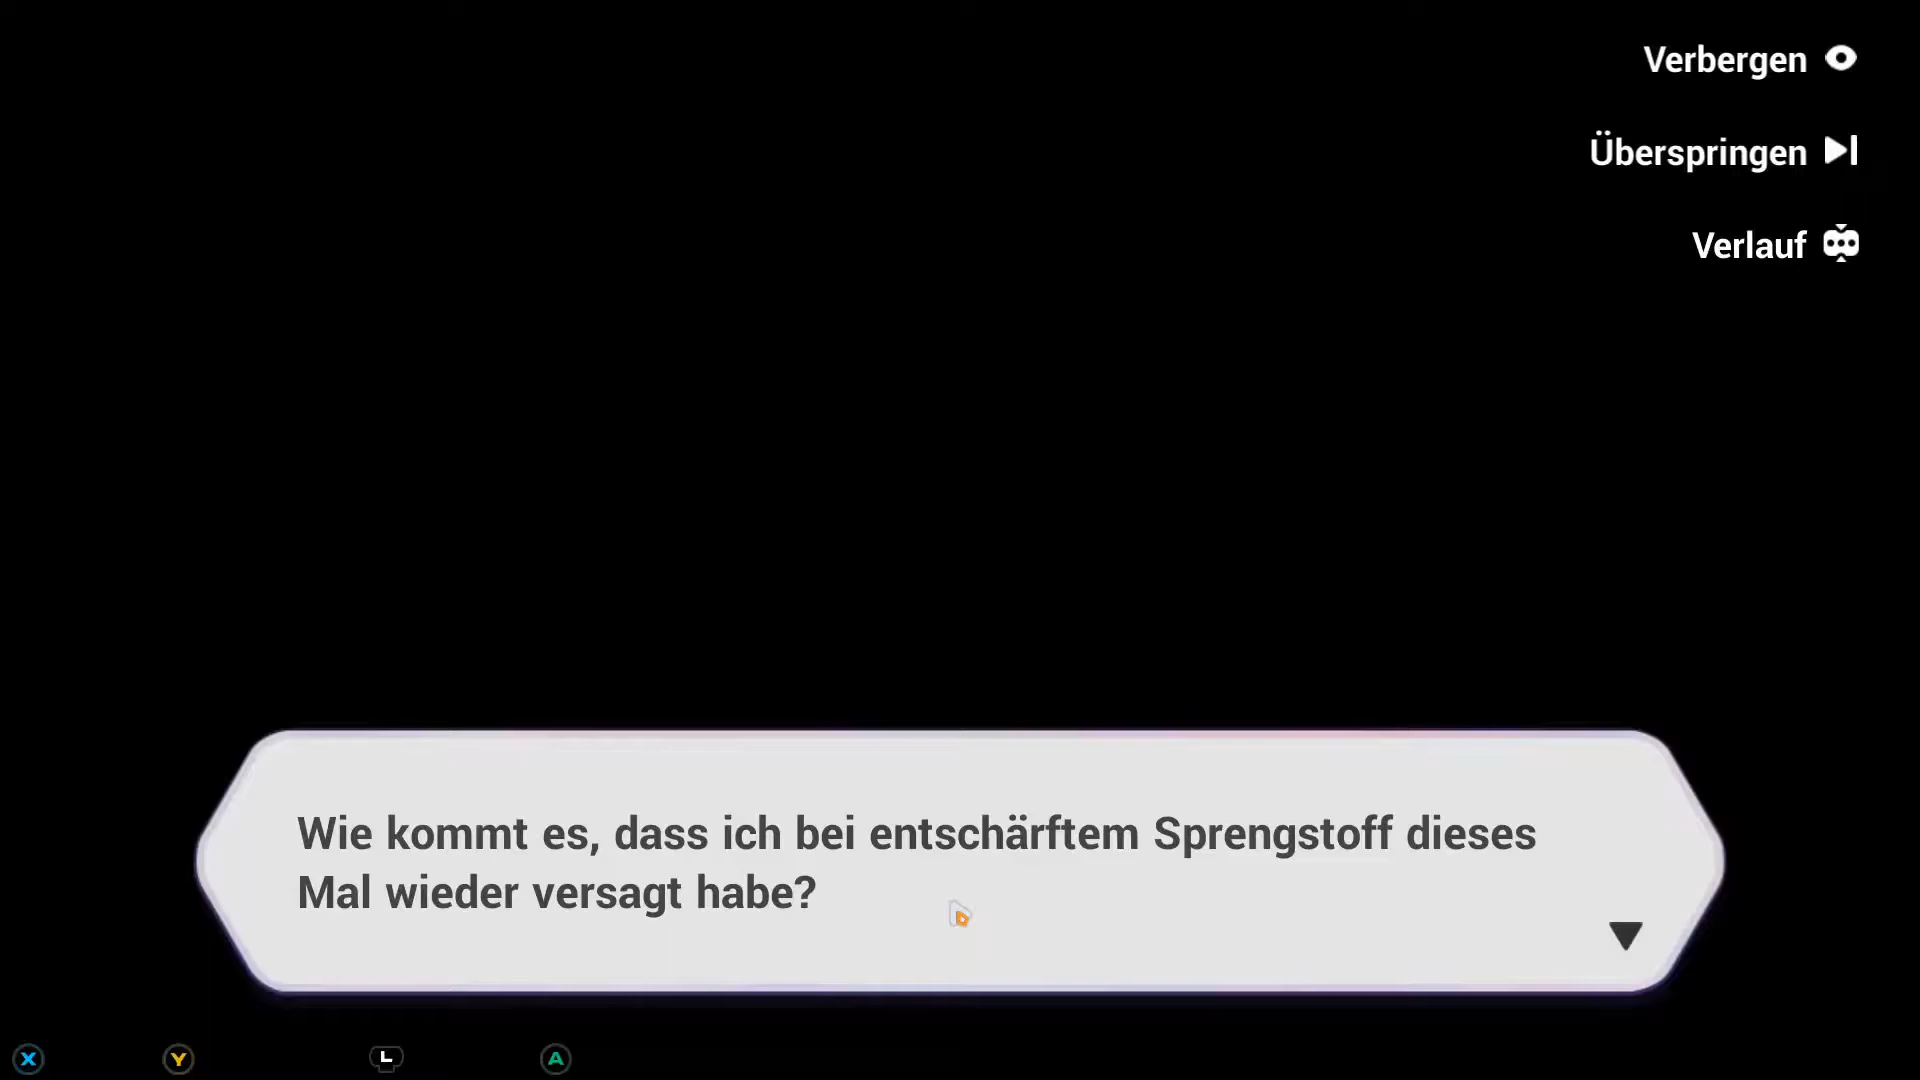 Verbergen
Überspringen
Verlauf
Wie kommt es, dass ich bei entschärftem Sprengstoff dieses
Mal wieder versagt habe?
X Y L A